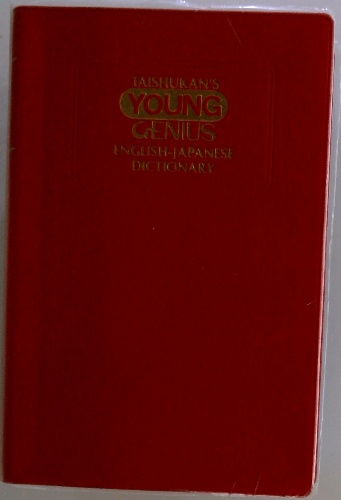 TAISHUKAN'S
YOUNG
GENIUS
ENGLISH-JAPANESE
DICTIONARY